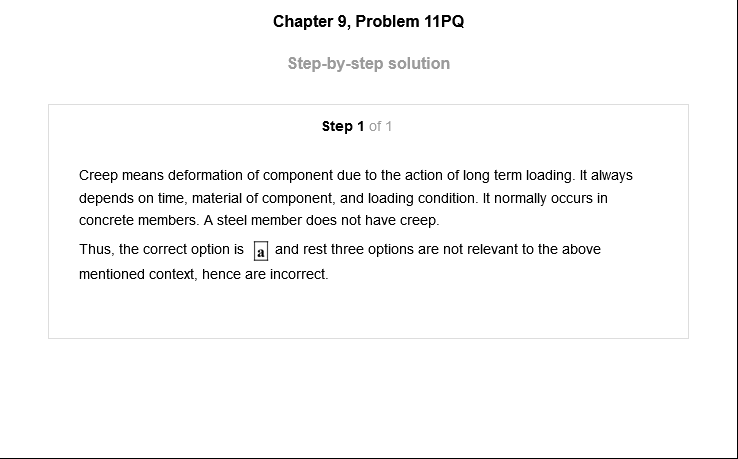 Chapter 9, Problem 11PQ
Step-by-step solution
Step 1 of 1
Creep means deformation of component due to the action of long term loading. It always
depends on time, material of component, and loading condition. It normally occurs in
concrete members. A steel member does not have creep.
Thus, the correct option is a and rest three options are not relevant to the above
mentioned context, hence are incorrect.